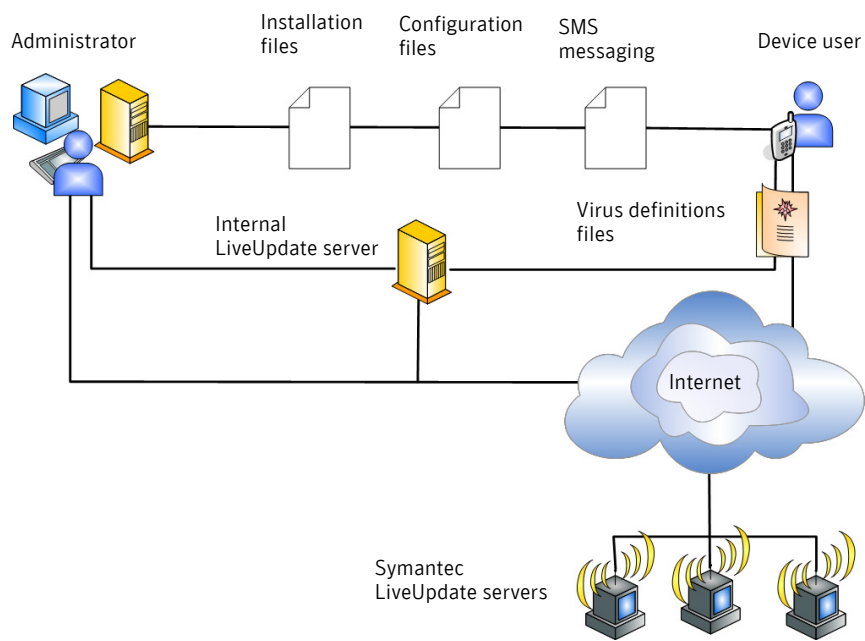 Administrator
Installation
files
Configuration
files
SMS
messaging
Device user
Internal
LiveUpdate server
Virus definitions
files
Internet
Symantec
LiveUpdate servers